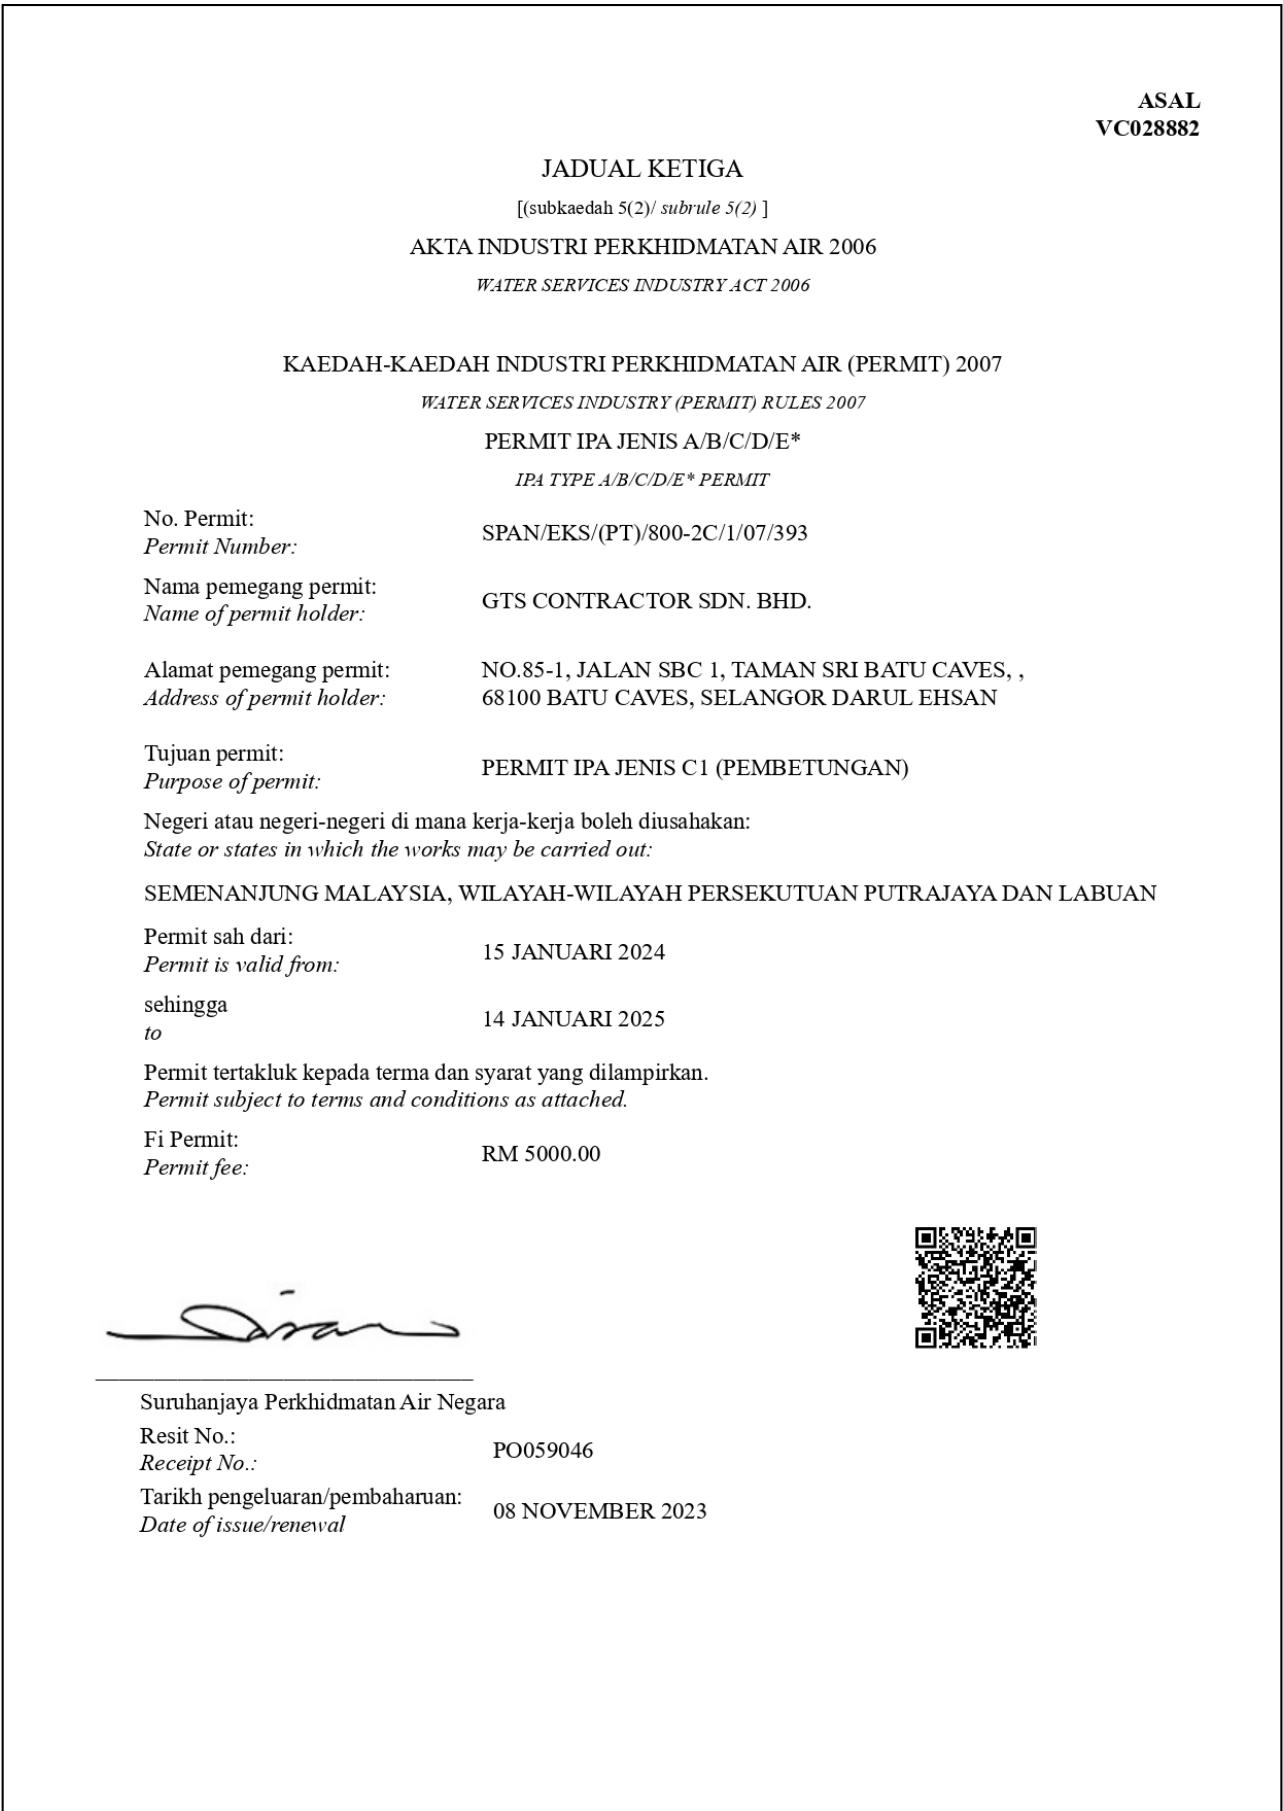 ASAL
VC028882
JADUAL KETIGA
[(subkaedah 5(2)/ subrule 5(2) ]
AKTA INDUSTRI PERKHIDMATAN AIR 2006
WATER SERVICES INDUSTRY ACT 2006
KAEDAH-KAEDAH INDUSTRI PERKHIDMATAN AIR (PERMIT) 2007
WATER SERVICES INDUSTRY (PERMIT) RULES 2007
PERMIT IPA JENIS A/B/C/D/E*
IPA TYPE A/B/C/D/E* PERMIT
No. Permit:
Permit Number:
SPAN/EKS/(PT)/800-2C/1/07/393
Nama pemegang permit:
Name of permit holder:
GTS CONTRACTOR SDN. BHD.
Alamat pemegang permit:
Address of permit holder:
NO.85-1, JALAN SBC 1, TAMAN SRI BATU CAVES, ,
68100 BATU CAVES, SELANGOR DARUL EHSAN
Tujuan permit:
Purpose of permit:
PERMIT IPA JENIS C1 (PEMBETUNGAN)
Negeri atau negeri-negeri di mana kerja-kerja boleh diusahakan:
State or states in which the works may be carried out:
SEMENANJUNG MALAYSIA, WILAYAH-WILAYAH PERSEKUTUAN PUTRAJAYA DAN LABUAN
Permit sah dari:
Permit is valid from:
15 JANUARI 2024
sehingga
to
14 JANUARI 2025
Permit tertakluk kepada terma dan syarat yang dilampirkan.
Permit subject to terms and conditions as attached.
Fi Permit:
Permit fee:
RM 5000.00
Suruhanjaya Perkhidmatan Air Negara
Resit No.:
Receipt No.:
PO059046
Tarikh pengeluaran/pembaharuan:
Date of issue/renewal
08 NOVEMBER 2023